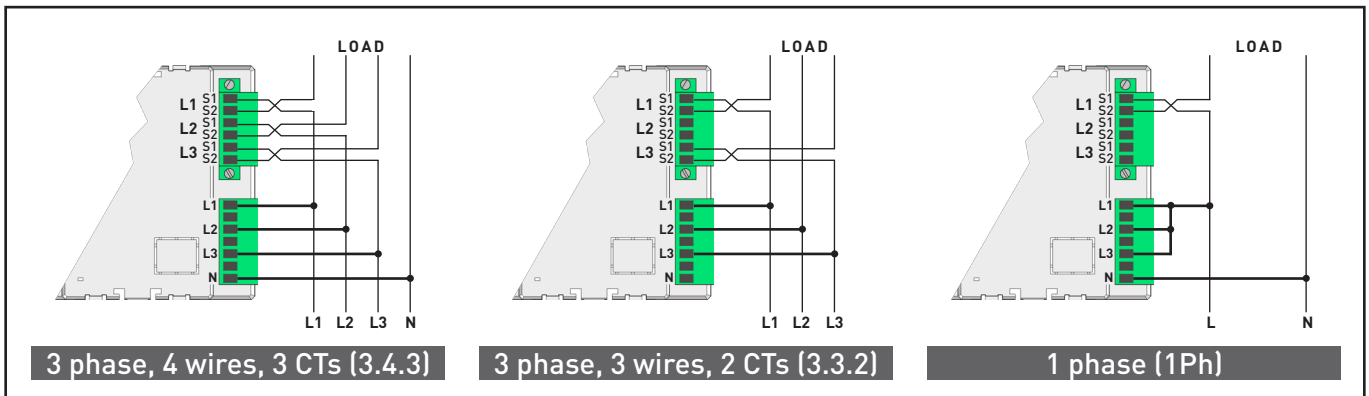 LOAD
L1 S1
S2
L2 S1
S2
L3 S1
S2
L1
L2
L3
N
L1 L2 L3 N
3 phase, 4 wires, 3 CTs (3.4.3)
LOAD
L1 S1
S2
L2 S1
S2
L3 S1
S2
L1
L2
L3
N
L1 L2 L3
3 phase, 3 wires, 2 CTs (3.3.2)
LOAD
L1 S1
S2
L2 S1
S2
L3 S1
S2
L1
L2
L3
N
L N
1 phase (1Ph)